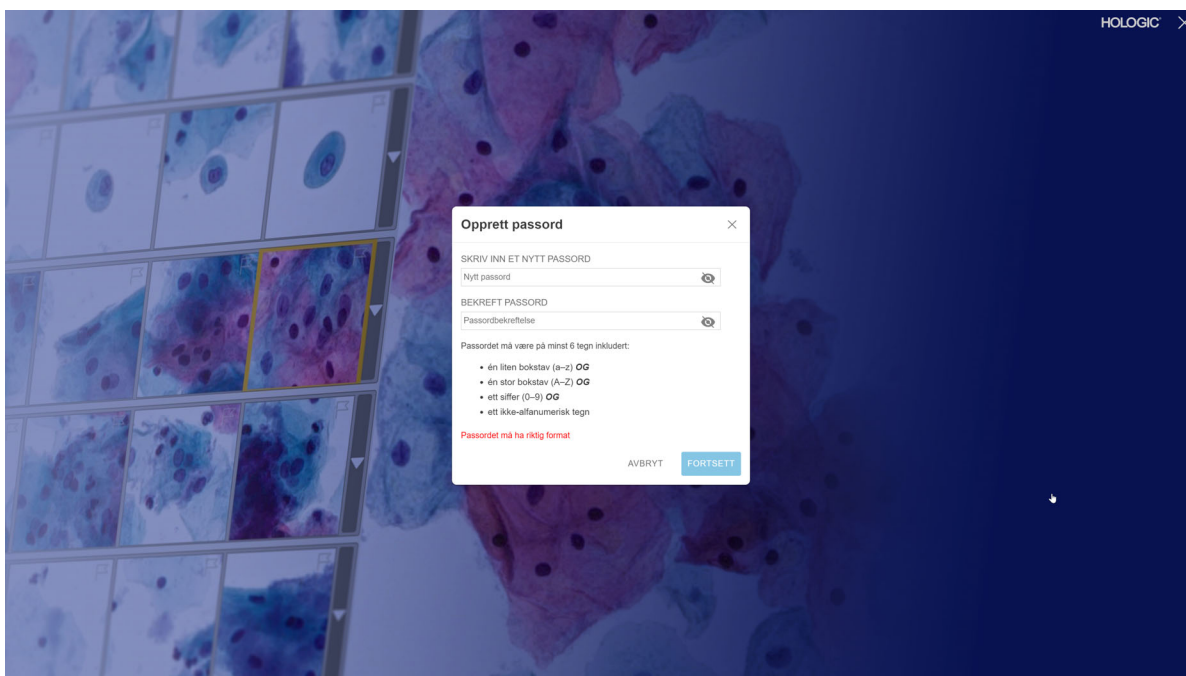 HOLOGIC
Opprett passord
SKRIV INN ET NYTT PASSORD
Nytt passord
BEKREFT PASSORD
Passordbekreftelse
Passordet må være på minst 6 tegn inkludert:
• én liten bokstav (a–z) OG
• én stor bokstav (A–Z) OG
• ett siffer (0–9) OG
• ett ikke-alfanumerisk tegn
Passordet må ha riktig format
AVBRYT FORTSETT